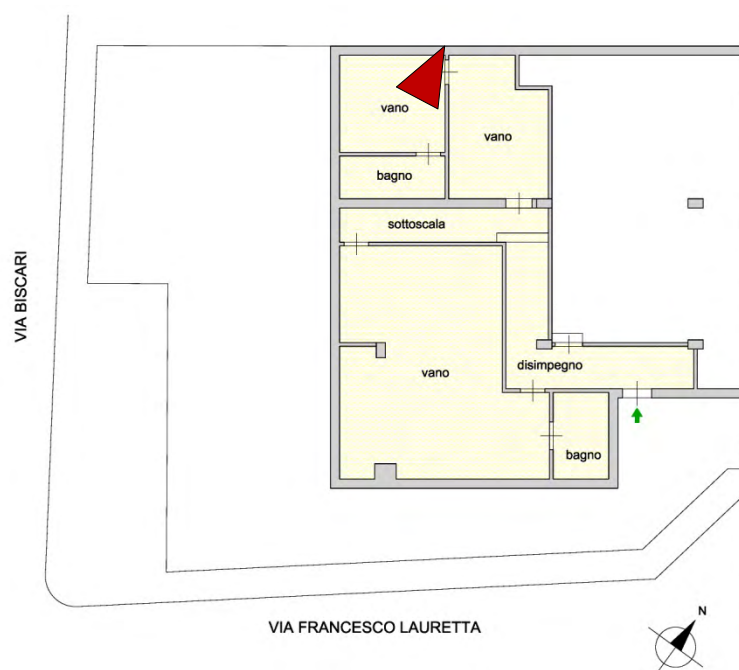 vano
vano
bagno
sottoscala
VIA BISCARI
vano
disimpegno
bagno
VIA FRANCESCO LAURETTA
N